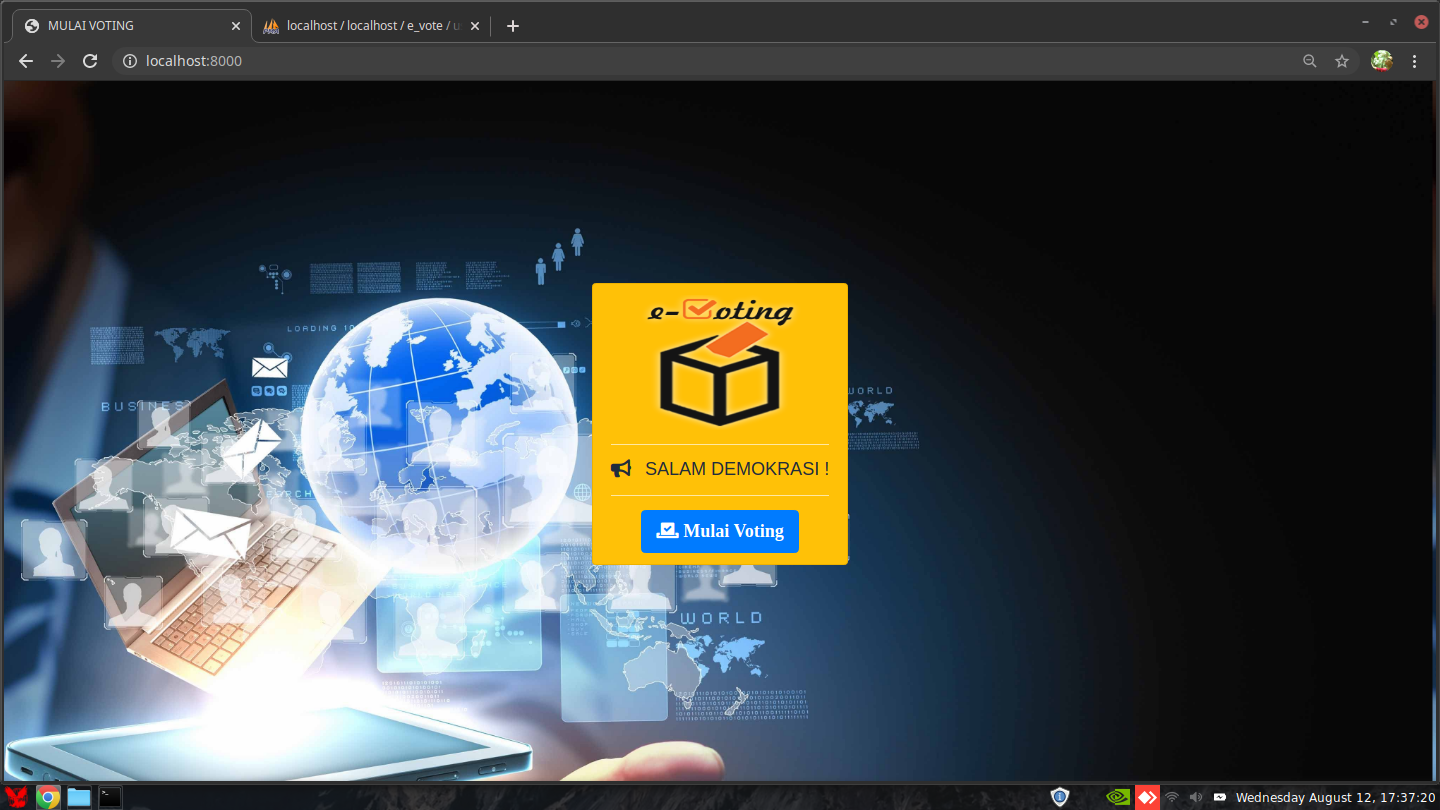 MULAI VOTING
localhost / localhost / e_vote / u
localhost:8000
LOADING 10
BUSINES
WORLD
e-Voting
SALAM DEMOKRASI !
Mulai Voting
WORLD
Wednesday August 12, 17:37:20